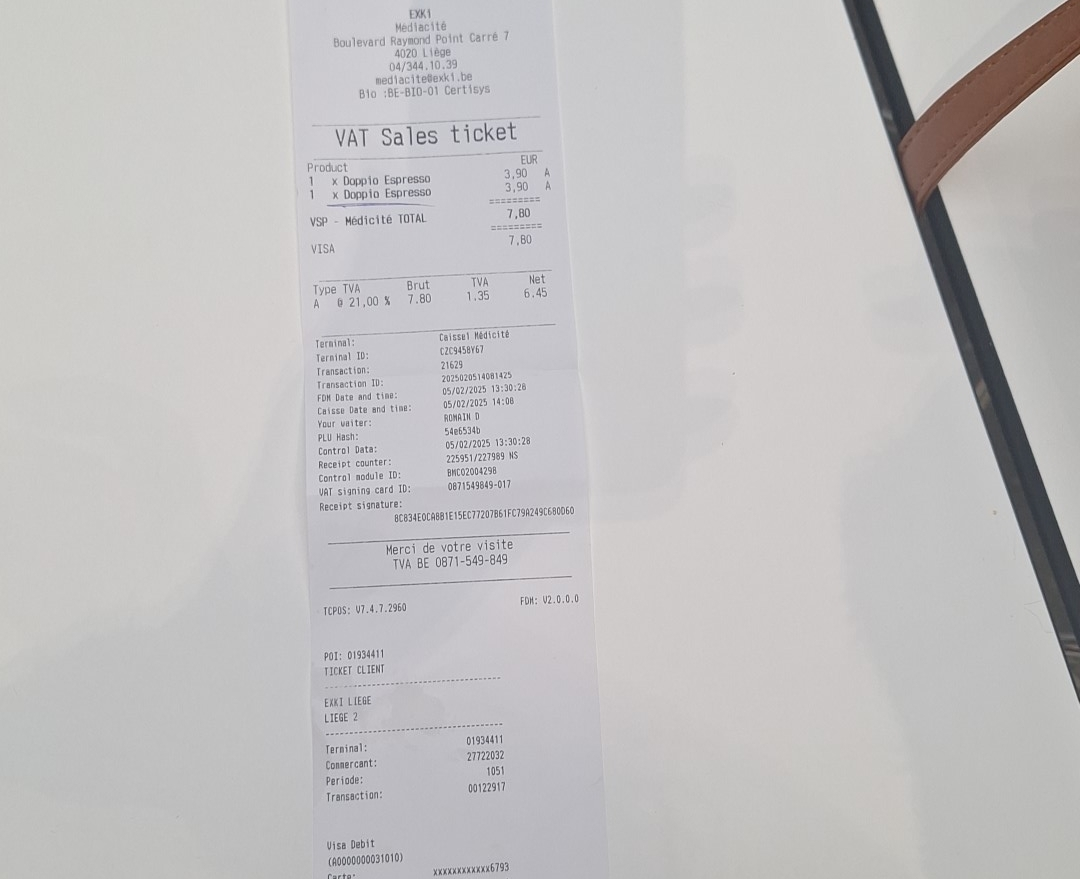 EXKI
Médiacité
Boulevard Raymond Point Carré 7
4020 Liège
04/344.10.39
mediacite@exki.be
Bio :BE-BIO-01 Certisys
VAT Sales ticket
Product EUR
1 x Doppio Espresso 3,90 A
1 x Doppio Espresso 3,90 A
=========
VSP - Médicité TOTAL 7,80
=========
VISA 7,80
Type TVA Brut TVA Net
A @ 21,00 % 7.80 1.35 6.45
Terminal: Caisse1 Médicité
Terminal ID: CZC9458Y67
Transaction: 21629
Transaction ID: 2025020514081425
FDM Date and time: 05/02/2025 13:30:28
Caisse Date and time: 05/02/2025 14:08
Your waiter: ROMAIN D
PLU Hash: 54e6534b
Control Data: 05/02/2025 13:30:28
Receipt counter: 225951/227989 NS
Control module ID: BMC02004298
VAT signing card ID: 0871549849-017
Receipt signature:
8CB34E0CA8B1E15EC77207B61FC79A249C680D60
Merci de votre visite
TVA BE 0871-549-849
TCPOS: V7.4.7.2960 FDM: V2.0.0.0
POI: 01934411
TICKET CLIENT
--------------------------------
EXKI LIEGE
LIEGE 2
--------------------------------
Terminal: 01934411
Commercant: 27722032
Periode: 1051
Transaction: 00122917
Visa Debit
(A0000000031010)
Carte: xxxxxxxxxxxx6793